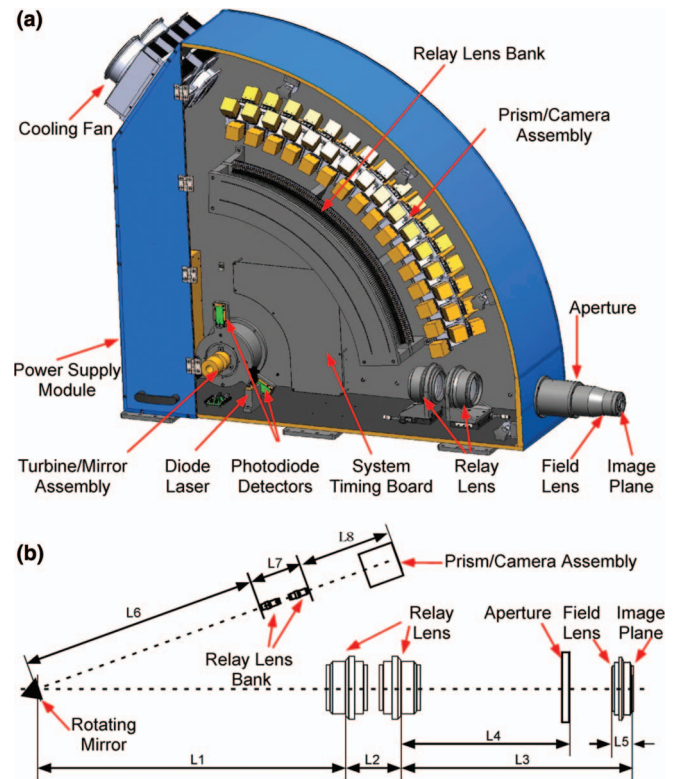 (a)
Relay Lens Bank
Cooling Fan
Prism/Camera
Assembly
Aperture
Power Supply
Module
Turbine/Mirror
Assembly
Diode
Laser
Photodiode
Detectors
System
Timing Board
Relay
Lens
Field
Lens
Image
Plane
(b)
L8
L7
Prism/Camera Assembly
L6
Relay Lens
Bank
Relay
Lens
Aperture
Field
Lens
Image
Plane
Rotating
Mirror
L4
L5
L1
L2
L3